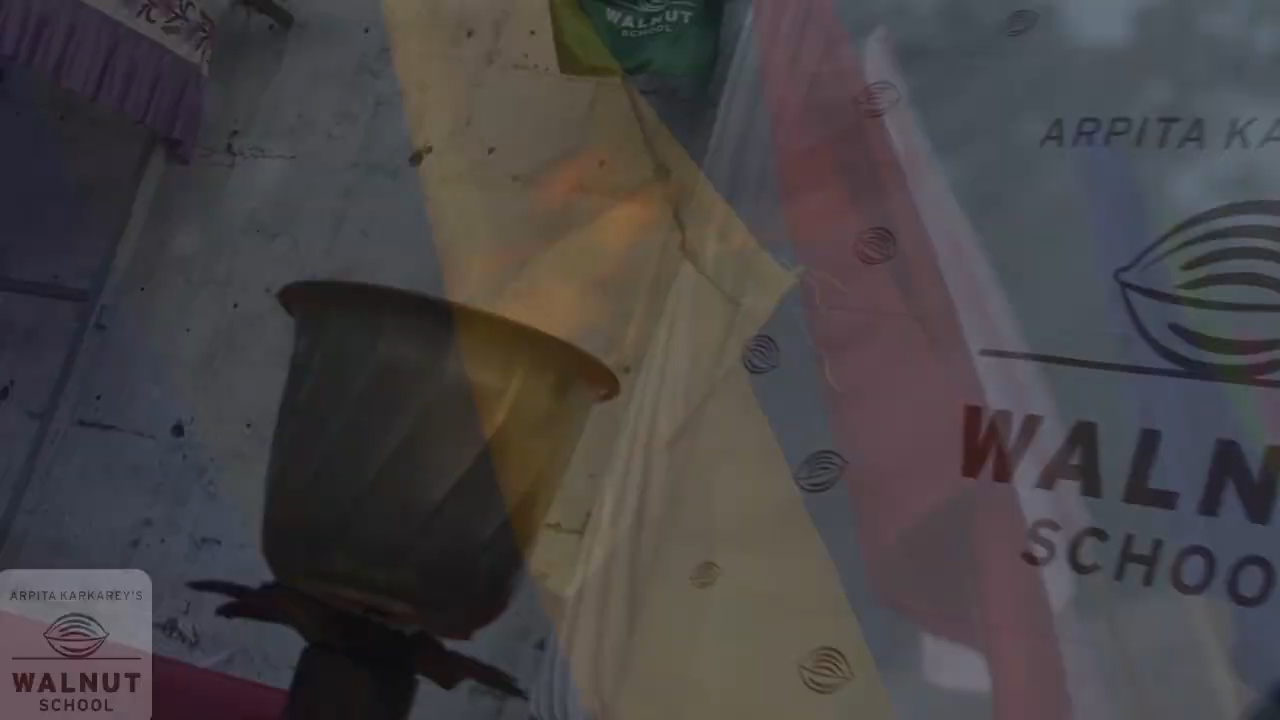 WALNUT
SCHOOL
ARPITA KA
WALN
SCHOO
ARPITA KARKAREY'S
WALNUT
SCHOOL